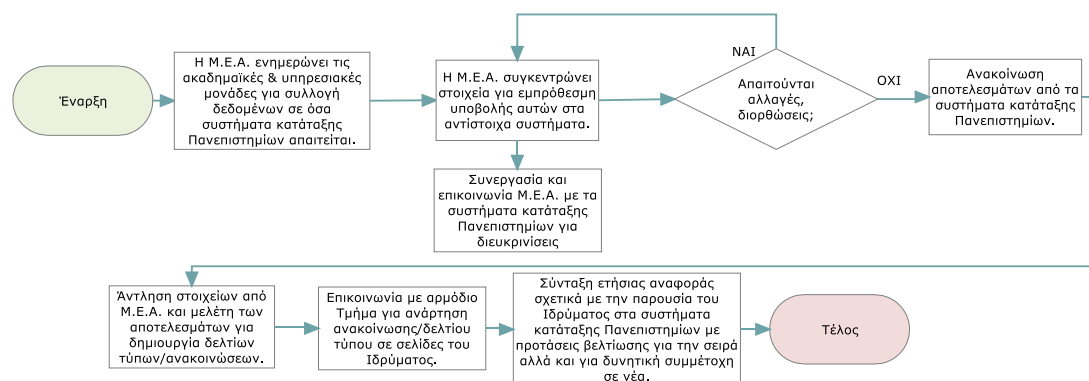 Έναρξη
Η Μ.Ε.Α. ενημερώνει τις
ακαδημαϊκές & υπηρεσιακές
μονάδες για συλλογή
δεδομένων σε όσα
συστήματα κατάταξης
Πανεπιστημίων απαιτείται.
Η Μ.Ε.Α. συγκεντρώνει
στοιχεία για εμπρόθεσμη
υποβολής αυτών στα
αντίστοιχα συστήματα.
Συνεργασία και
επικοινωνία Μ.Ε.Α. με τα
συστήματα κατάταξης
Πανεπιστημίων για
διευκρινίσεις
ΝΑΙ
Απαιτούνται
αλλαγές,
διορθώσεις;
ΟΧΙ
Ανακοίνωση
αποτελεσμάτων από τα
συστήματα κατάταξης
Πανεπιστημίων.
Άντληση στοιχείων από
Μ.Ε.Α. και μελέτη των
αποτελεσμάτων για
δημιουργία δελτίων
τύπων/ανακοινώσεων.
Επικοινωνία με αρμόδιο
Τμήμα για ανάρτηση
ανακοίνωσης/δελτίου
τύπου σε σελίδες του
Ιδρύματος.
Σύνταξη ετήσιας αναφοράς
σχετικά με την παρουσία του
Ιδρύματος στα συστήματα
κατάταξης Πανεπιστημίων με
προτάσεις βελτίωσης για την σειρά
αλλά και για δυνητική συμμέτοχη
σε νέα.
Τέλος